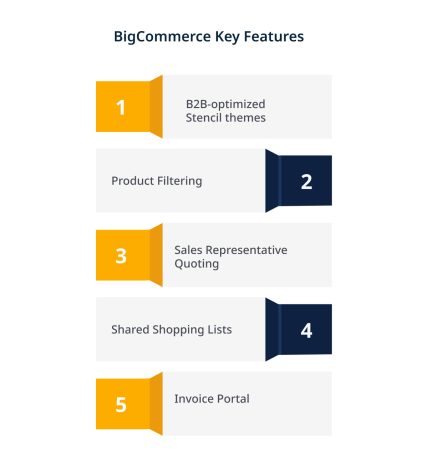 BigCommerce Key Features
1
B2B-optimized
Stencil themes
Product Filtering
2
3
Sales Representative
Quoting
Shared Shopping Lists
4
5
Invoice Portal